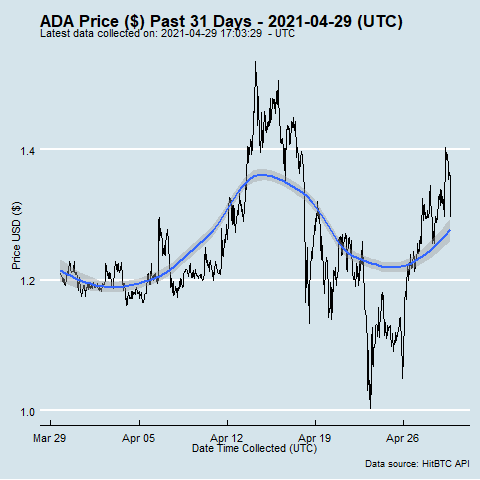 ADA Price ($) Past 31 Days - 2021-04-29 (UTC)
Latest data collected on: 2021-04-29 17:03:29 - UTC
Price USD ($)
1.4
1.2
1.0
Mar 29 Apr 05 Apr 12 Apr 19 Apr 26
Date Time Collected (UTC)
Data source: HitBTC API